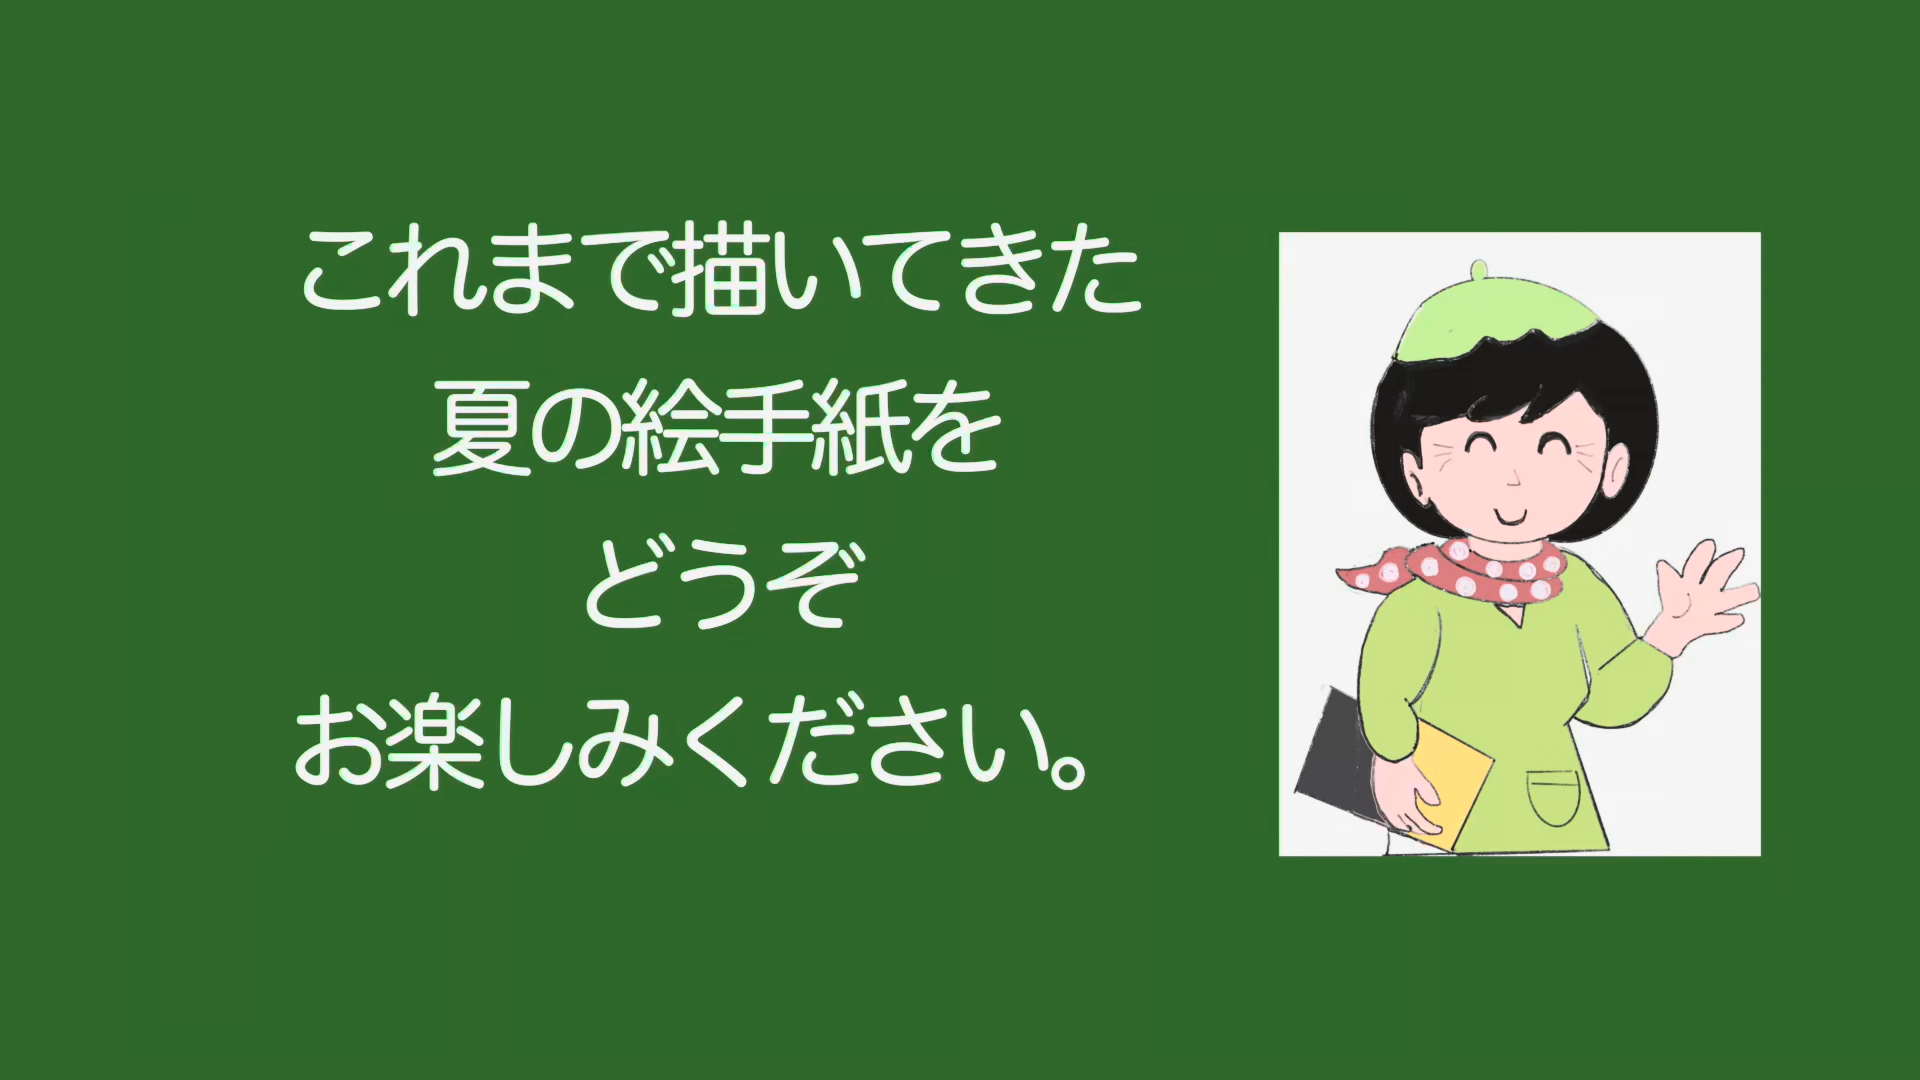 これまで描いてきた
夏の絵手紙を
どうぞ
お楽しみください。